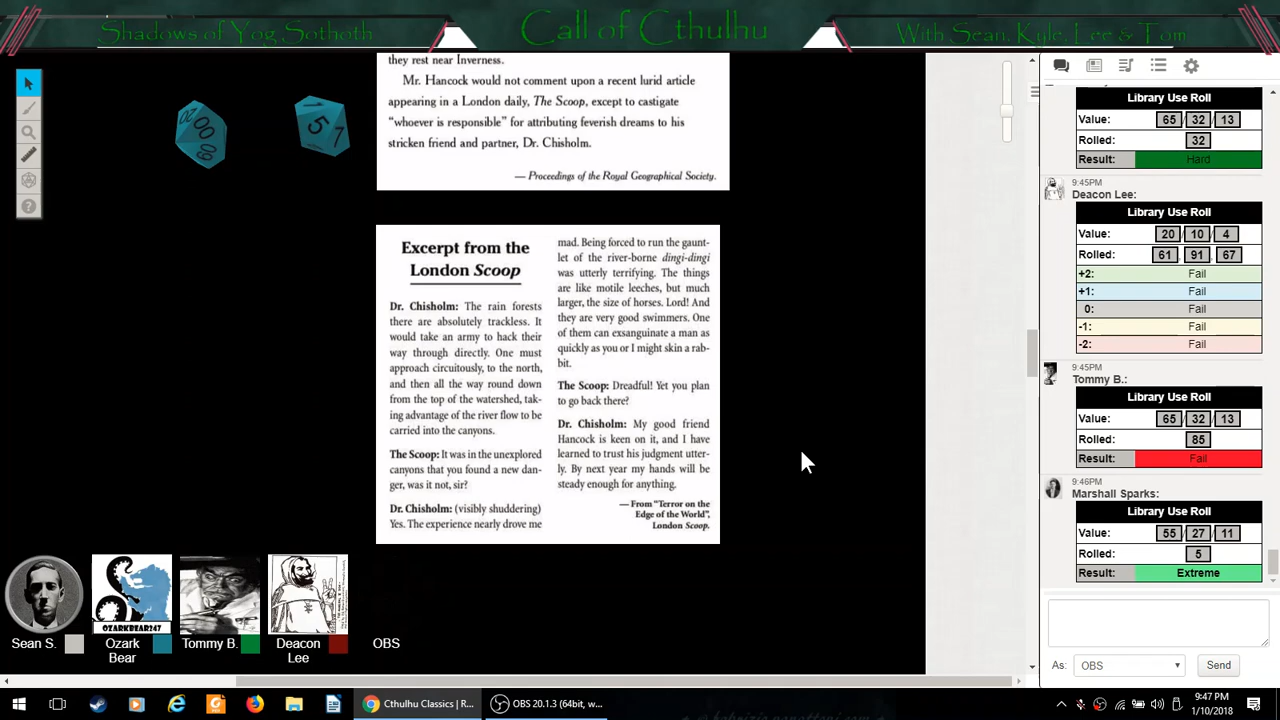 Shadows of Yog Sothoth
Call of Cthulhu
With Sean, Kyle, Lee & Tom
they rest near Inverness.
Mr. Hancock would not comment upon a recent lurid article
appearing in a London daily, The Scoop, except to castigate
“whoever is responsible” for attributing feverish dreams to his
stricken friend and partner, Dr. Chisholm.
— Proceedings of the Royal Geographical Society.
Excerpt from the
London Scoop
Dr. Chisholm: The rain forests
there are absolutely trackless. It
would take an army to hack their
way through directly. One must
approach circuitously, to the north,
and then all the way round down
from the top of the watershed, tak-
ing advantage of the river flow to be
carried into the canyons.
The Scoop: It was in the unexplored
canyons that you found a new dan-
ger, was it not, sir?
Dr. Chisholm: (visibly shuddering)
Yes. The experience nearly drove me
mad. Being forced to run the gaunt-
let of the river-borne dingi-dingi
was utterly terrifying. The things
are like motile leeches, but much
larger, the size of horses. Lord! And
they are very good swimmers. One
of them can exsanguinate a man as
quickly as you or I might skin a rab-
bit.
The Scoop: Dreadful! Yet you plan
to go back there?
Dr. Chisholm: My good friend
Hancock is keen on it, and I have
learned to trust his judgment utter-
ly. By next year my hands will be
steady enough for anything.
— From “Terror on the
Edge of the World”,
London Scoop.
OZARKBEAR247
Sean S.
Ozark
Bear
Tommy B.
Deacon
Lee
OBS
Library Use Roll
Value: 65 32 13
Rolled: 32
Result: Hard
9:45PM
Deacon Lee:
Library Use Roll
Value: 20 10 4
Rolled: 61 91 67
+2: Fail
+1: Fail
0: Fail
-1: Fail
-2: Fail
9:45PM
Tommy B.:
Library Use Roll
Value: 65 32 13
Rolled: 85
Result: Fail
9:46PM
Marshall Sparks:
Library Use Roll
Value: 55 27 11
Rolled: 5
Result: Extreme
As: OBS
Send
Cthulhu Classics | R...
OBS 20.1.3 (64bit, w...
9:47 PM
1/10/2018